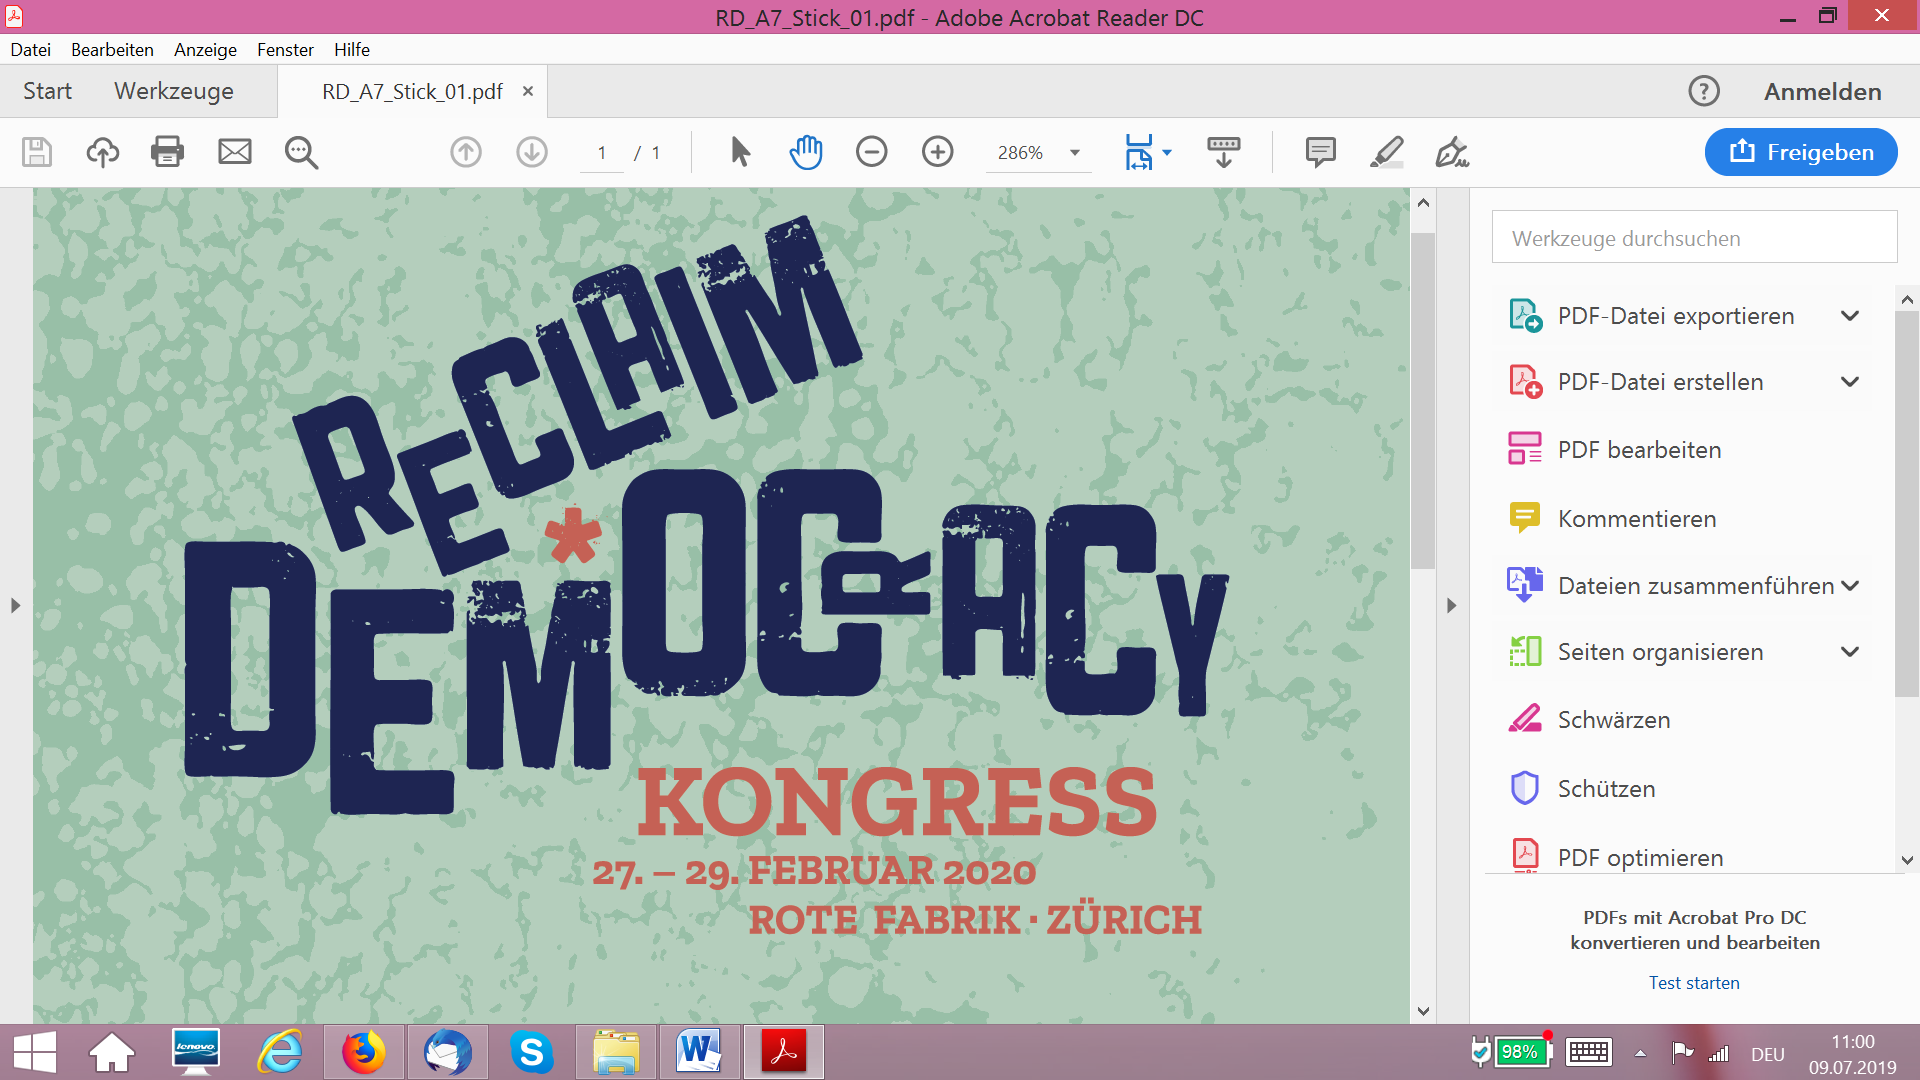 RD_A7_Stick_01.pdf - Adobe Acrobat Reader DC
Datei Bearbeiten Anzeige Fenster Hilfe
Start Werkzeuge RD_A7_Stick_01.pdf × ? Anmelden
1 / 1 286% Freigeben
RECLAIM
DEM*OCRACY
KONGRESS
27. – 29. FEBRUAR 2020
ROTE FABRIK · ZÜRICH
Werkzeuge durchsuchen
PDF-Datei exportieren
PDF-Datei erstellen
PDF bearbeiten
Kommentieren
Dateien zusammenführen
Seiten organisieren
Schwärzen
Schützen
PDF optimieren
PDFs mit Acrobat Pro DC
konvertieren und bearbeiten
Test starten
lenovo
98% DEU 11:00
09.07.2019